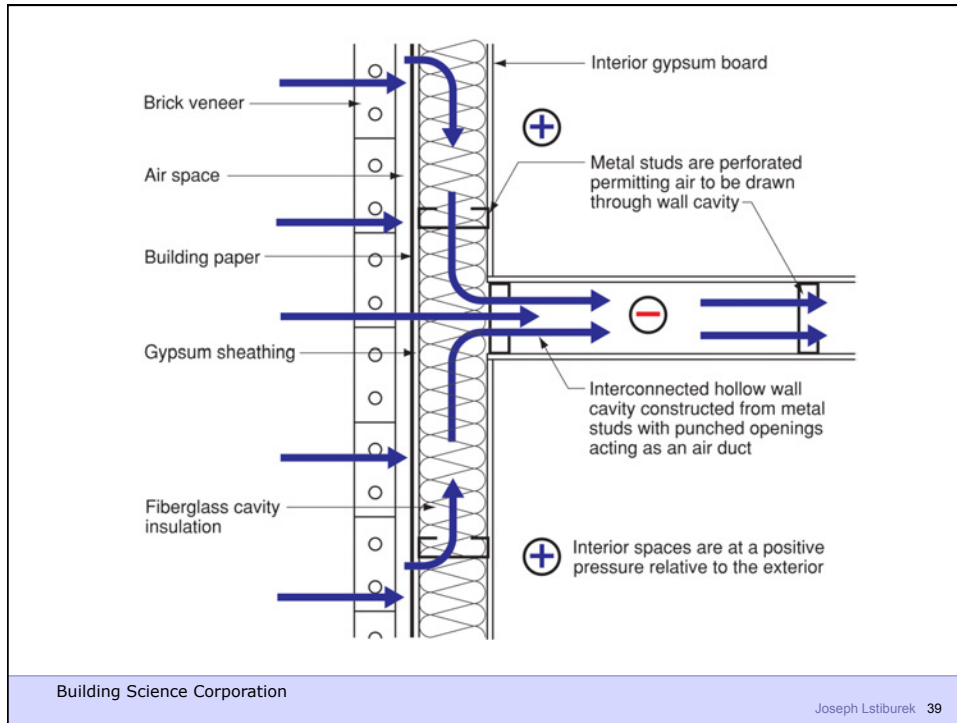 Brick veneer
Air space
Building paper
Gypsum sheathing
Fiberglass cavity
insulation
Interior gypsum board
+
Metal studs are perforated
permitting air to be drawn
through wall cavity
−
Interconnected hollow wall
cavity constructed from metal
studs with punched openings
acting as an air duct
+
Interior spaces are at a positive
pressure relative to the exterior
Building Science Corporation
Joseph Lstiburek 39